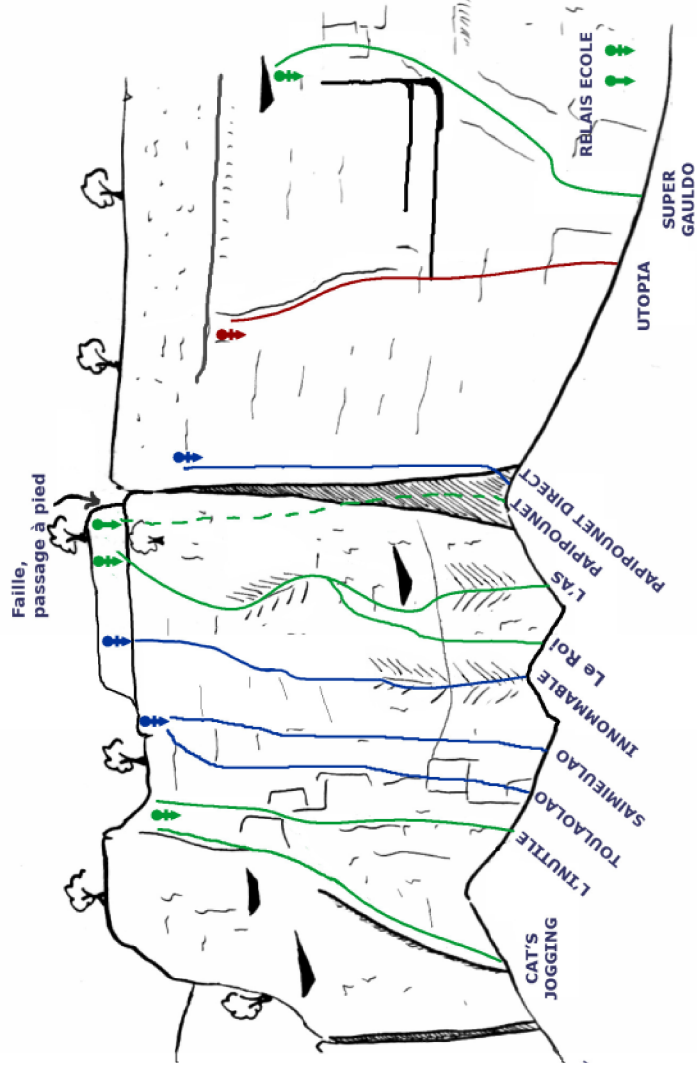 Faille,
passage à pied
RELAIS ECOLE
CAT'S
JOGGING
L'INUTILE
TOULAOLAO
SAIMIEULAO
INNOMMABLE
Le Roi
L'AS
PAPIPOUNET
PAPIPOUNET DIRECT
UTOPIA
SUPER
GAULDO